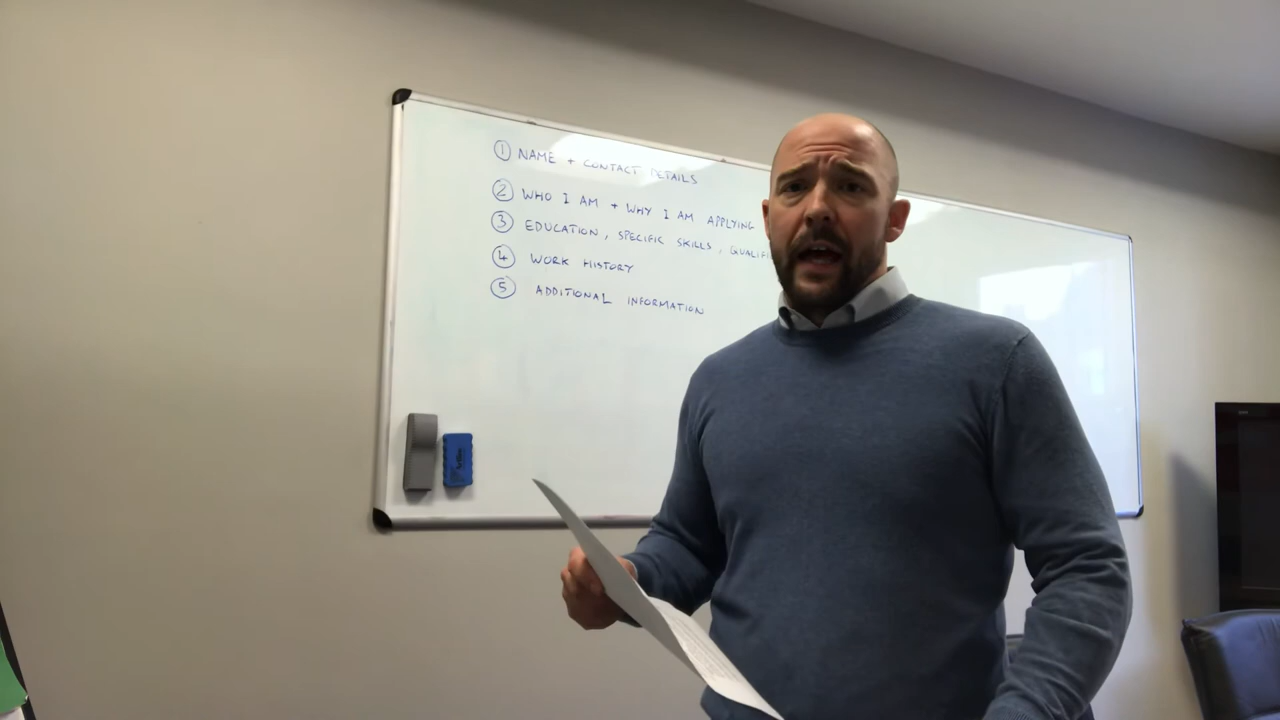 ① NAME + CONTACT DETAILS
② WHO I AM + WHY I AM APPLYING
③ EDUCATION, SPECIFIC SKILLS,
④ WORK HISTORY
⑤ ADDITIONAL INFORMATION